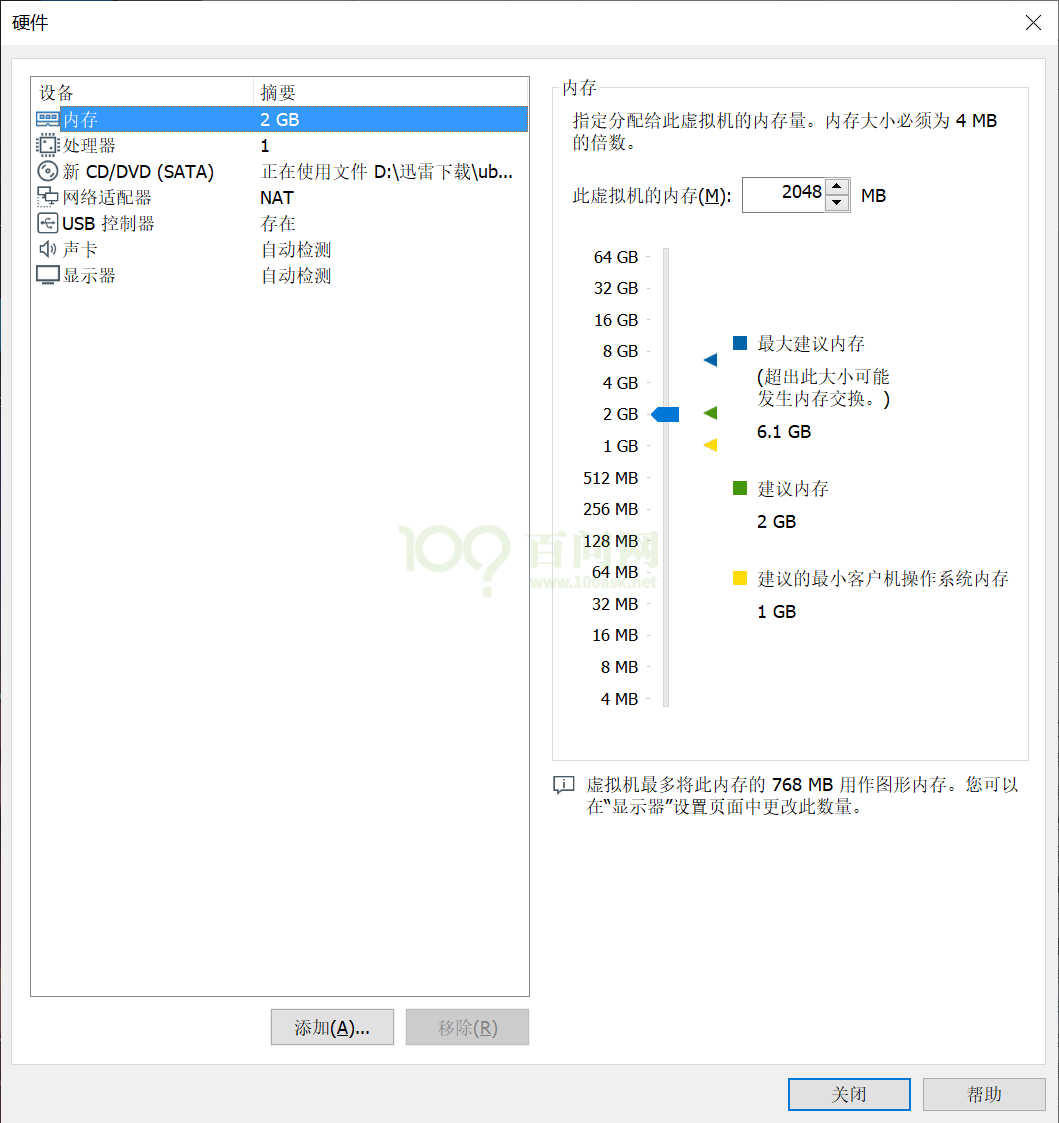 硬件
设备 摘要
内存 2 GB
处理器 1
新 CD/DVD (SATA) 正在使用文件 D:\迅雷下载\ub...
网络适配器 NAT
USB 控制器 存在
声卡 自动检测
显示器 自动检测
添加(A)... 移除(R)
内存
指定分配给此虚拟机的内存量。内存大小必须为 4 MB
的倍数。
此虚拟机的内存(M): 2048 MB
64 GB
32 GB
16 GB
8 GB
4 GB
2 GB
1 GB
512 MB
256 MB
128 MB
64 MB
32 MB
16 MB
8 MB
4 MB
最大建议内存
(超出此大小可能
发生内存交换。)
6.1 GB
建议内存
2 GB
建议的最小客户机操作系统内存
1 GB
100 百问网
www.100ask.net
虚拟机最多将此内存的 768 MB 用作图形内存。您可以
在“显示器”设置页面中更改此数量。
关闭 帮助